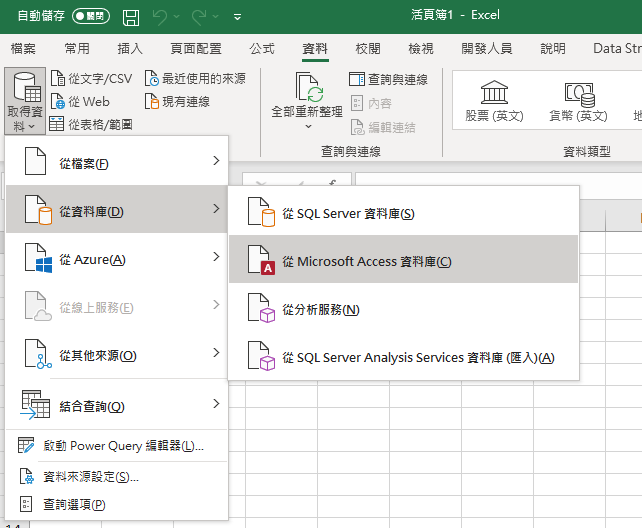 自動儲存 關閉 活頁簿1 - Excel
檔案 常用 插入 頁面配置 公式 資料 校閱 檢視 開發人員 說明 Data Str
取得資料
從文字/CSV
從 Web
從表格/範圍
最近使用的來源
現有連線
全部重新整理
查詢與連線
內容
編輯連結
查詢與連線
股票 (英文)
貨幣 (英文)
資料類型
從檔案(F)
從資料庫(D)
從 Azure(A)
從線上服務(E)
從其他來源(O)
結合查詢(Q)
啟動 Power Query 編輯器(L)...
資料來源設定(S)...
查詢選項(P)
從 SQL Server 資料庫(S)
從 Microsoft Access 資料庫(C)
從分析服務(N)
從 SQL Server Analysis Services 資料庫 (匯入)(A)
14